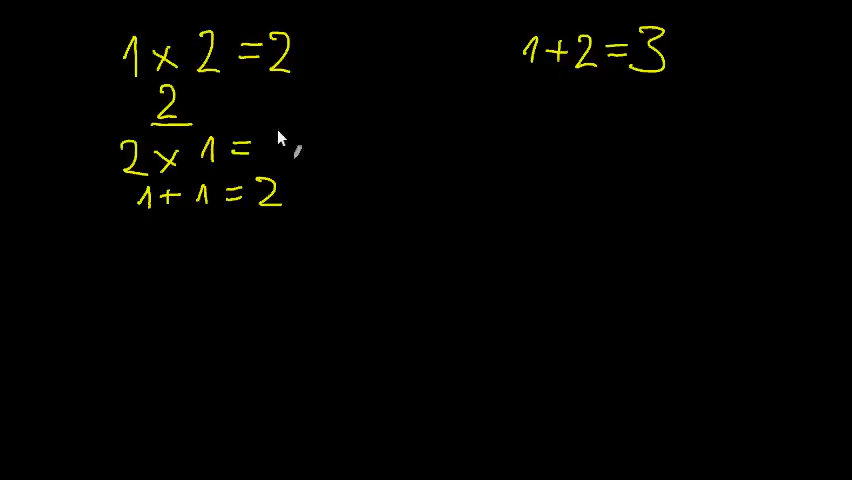 1 × 2 = 2
1 + 2 = 3
2
2 × 1 =
1 + 1 = 2